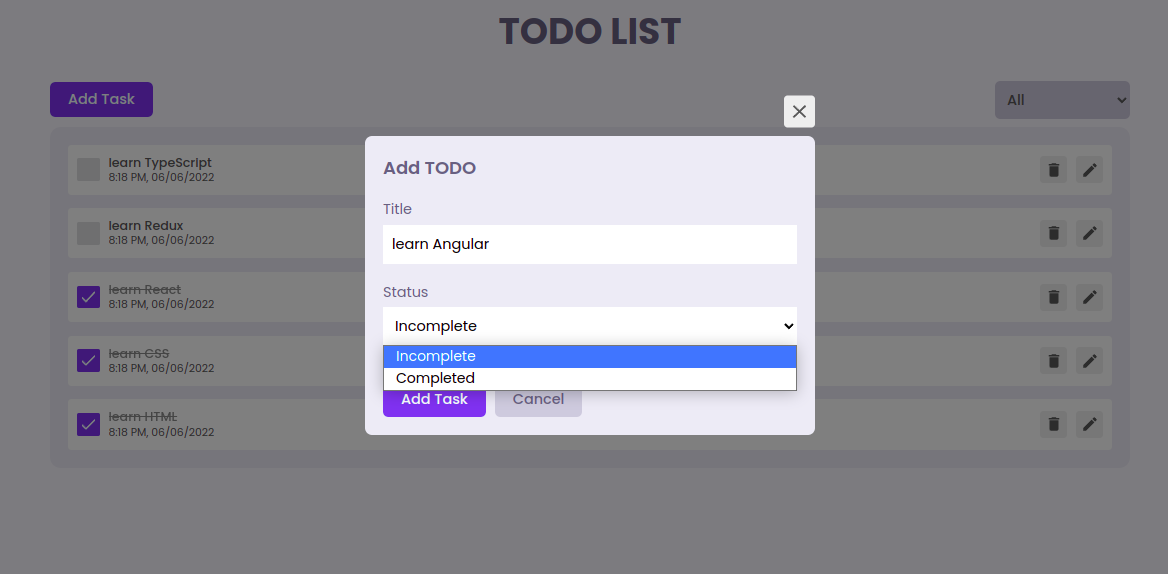 TODO LIST
Add Task
All
Add TODO
Title
learn Angular
Status
Incomplete
Incomplete
Completed
Add Task
Cancel
learn TypeScript
8:18 PM, 06/06/2022
learn Redux
8:18 PM, 06/06/2022
learn React
8:18 PM, 06/06/2022
learn CSS
8:18 PM, 06/06/2022
learn HTML
8:18 PM, 06/06/2022